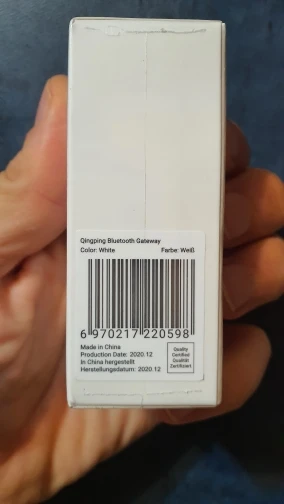 Qingping Bluetooth Gateway
Color: White Farbe: Weiß
6 970217 220598
Made in China
Production Date: 2020.12
In China hergestellt
Herstellungsdatum: 2020.12
Quality
Certified
Qualität
Zertifiziert